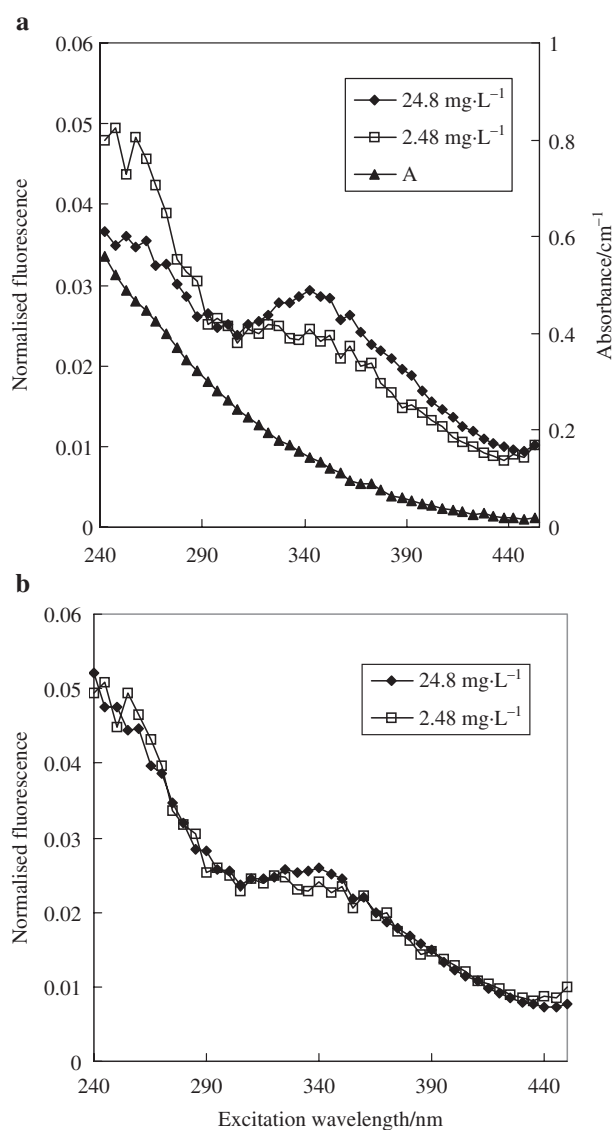 a
0.06
0.05
0.04
0.03
0.02
0.01
0
Normalised fluorescence
1
0.8
0.6
0.4
0.2
0
Absorbance/cm⁻¹
24.8 mg·L⁻¹
2.48 mg·L⁻¹
A
240 290 340 390 440
b
0.06
0.05
0.04
0.03
0.02
0.01
0
Normalised fluorescence
24.8 mg·L⁻¹
2.48 mg·L⁻¹
240 290 340 390 440
Excitation wavelength/nm